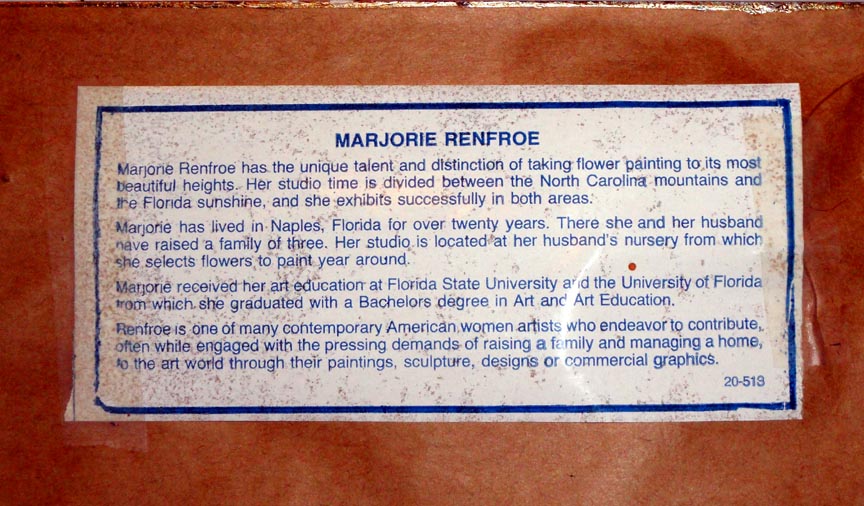 MARJORIE RENFROE
Marjorie Renfroe has the unique talent and distinction of taking flower painting to its most
beautiful heights. Her studio time is divided between the North Carolina mountains and
the Florida sunshine, and she exhibits successfully in both areas.
Marjorie has lived in Naples, Florida for over twenty years. There she and her husband
have raised a family of three. Her studio is located at her husband's nursery from which
she selects flowers to paint year around.
Marjorie received her art education at Florida State University and the University of Florida
from which she graduated with a Bachelors degree in Art and Art Education.
Renfroe is one of many contemporary American women artists who endeavor to contribute,
often while engaged with the pressing demands of raising a family and managing a home,
to the art world through their paintings, sculpture, designs or commercial graphics.
20-513